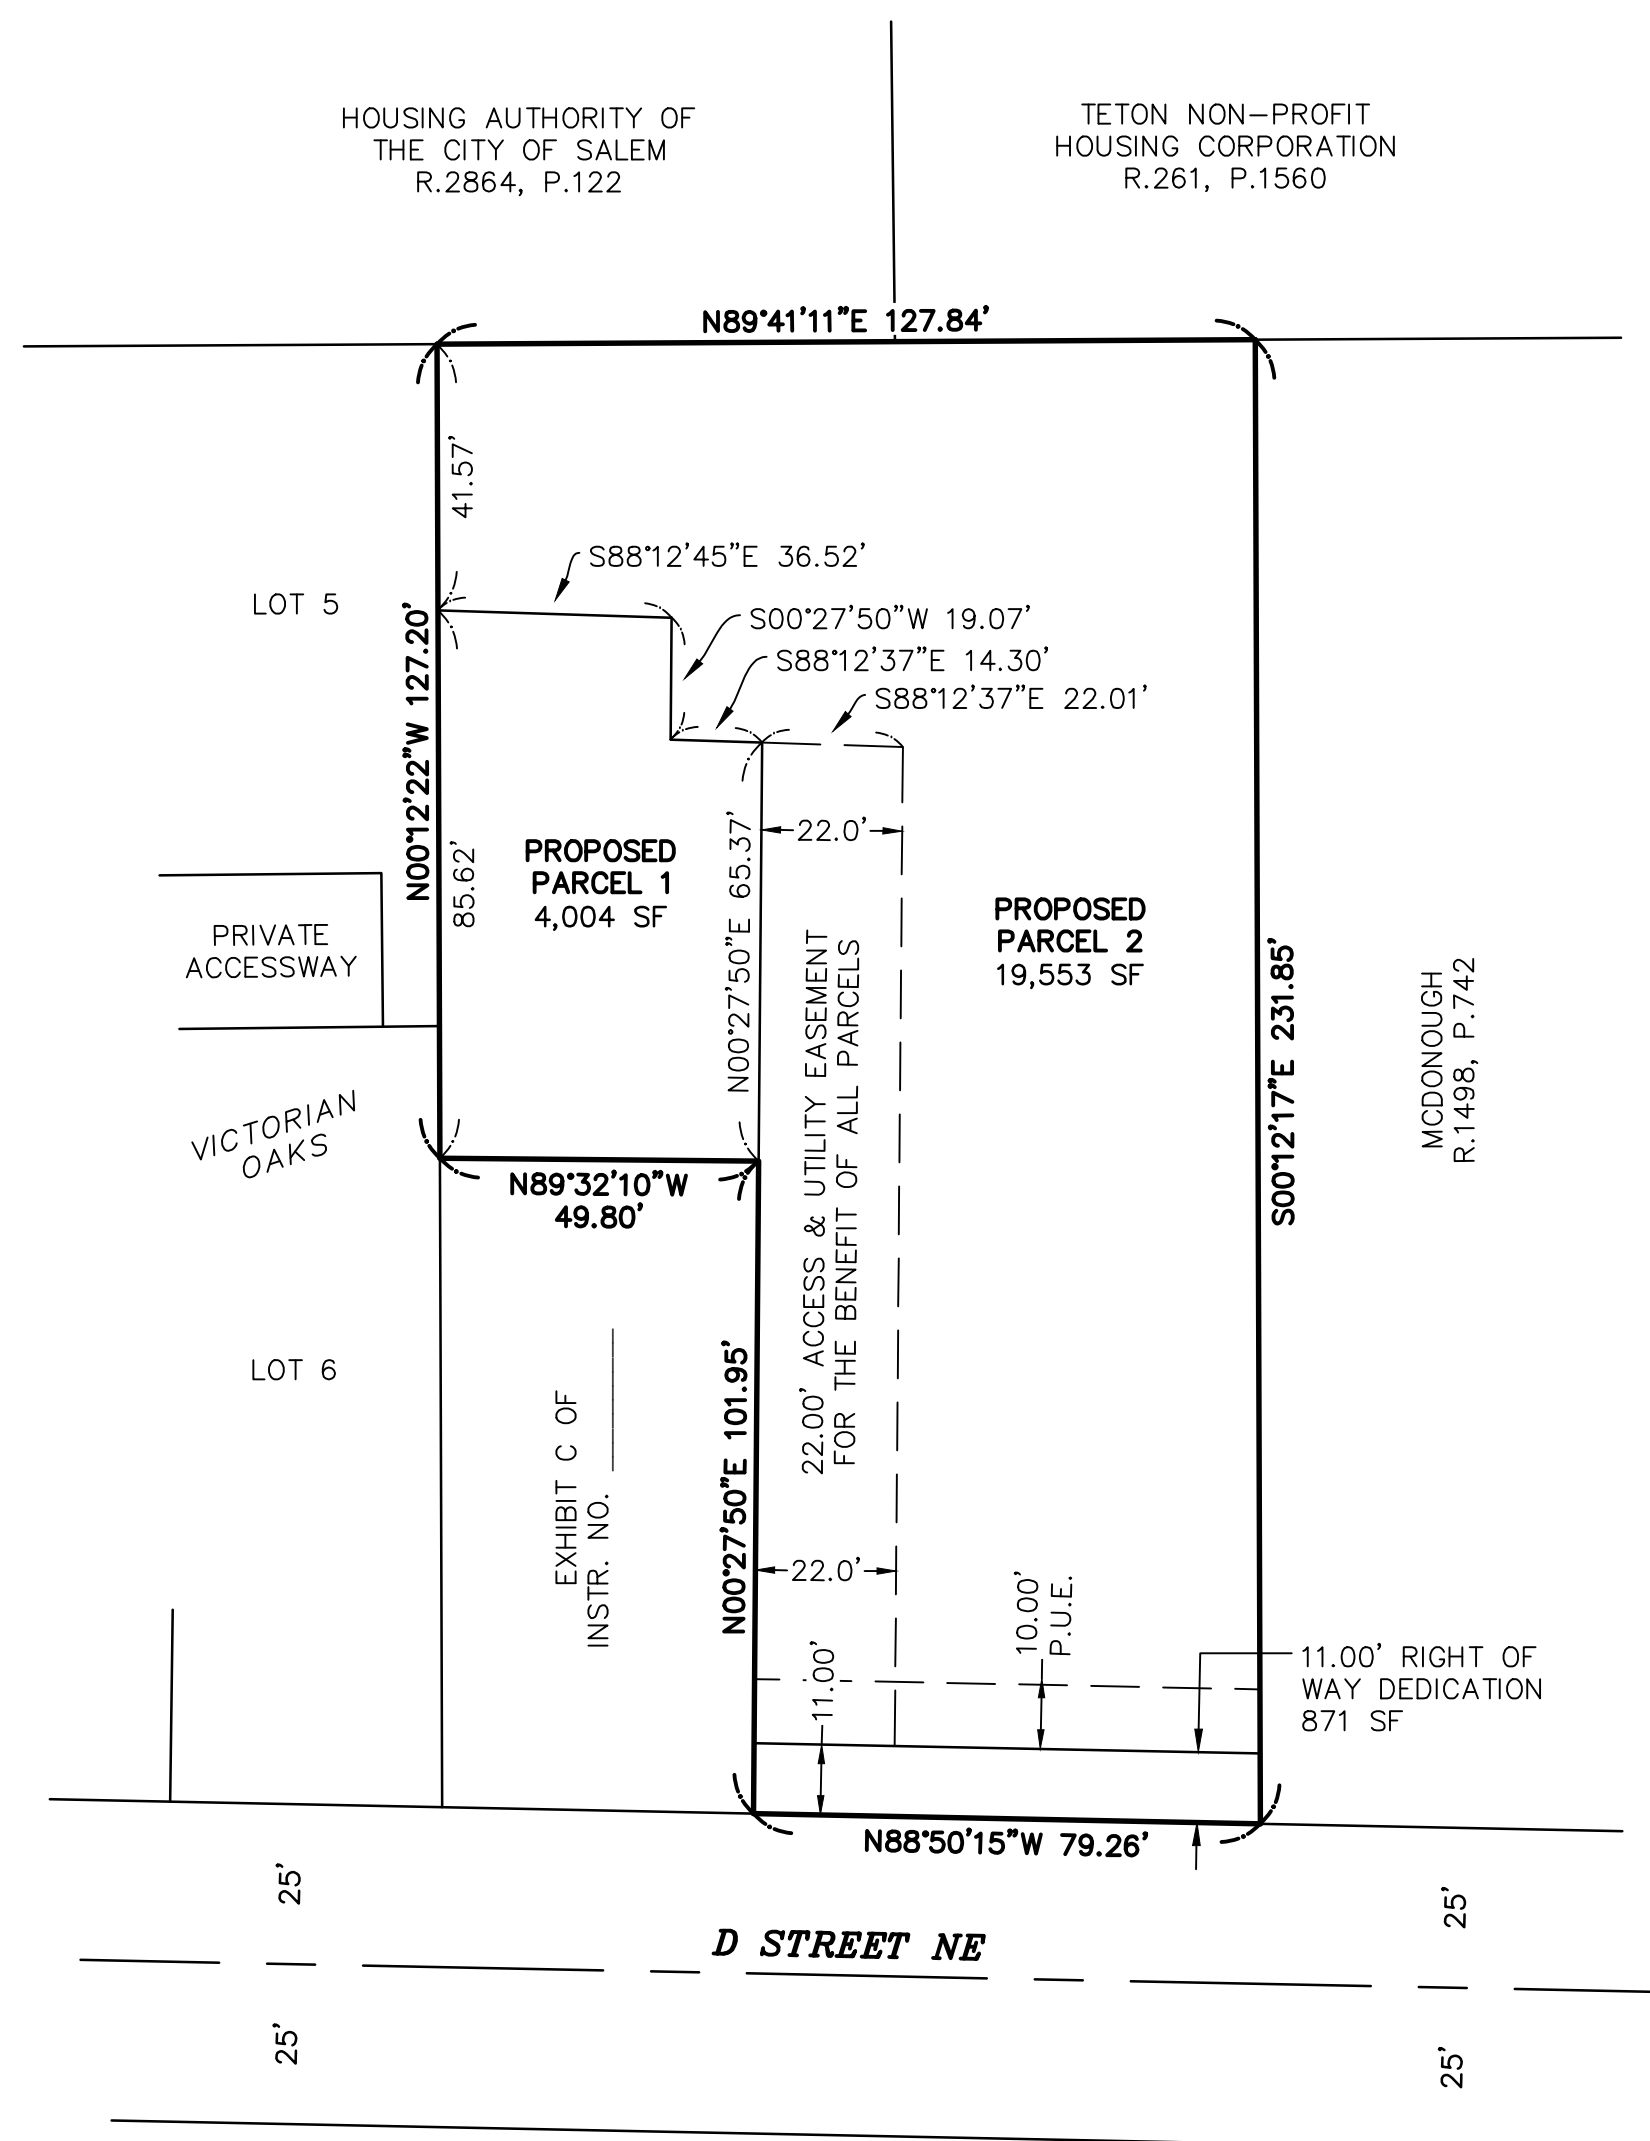 HOUSING AUTHORITY OF
THE CITY OF SALEM
R.2864, P.122
TETON NON-PROFIT
HOUSING CORPORATION
R.261, P.1560
N89°41'11"E 127.84'
41.57'
S88°12'45"E 36.52'
LOT 5
S00°27'50"W 19.07'
S88°12'37"E 14.30'
S88°12'37"E 22.01'
N00°12'22"W 127.20'
85.62'
PROPOSED
PARCEL 1
4,004 SF
N00°27'50"E 65.37'
22.0'
PROPOSED
PARCEL 2
19,553 SF
PRIVATE
ACCESSWAY
22.00' ACCESS & UTILITY EASEMENT
FOR THE BENEFIT OF ALL PARCELS
S00°12'17"E 231.85'
MCDONOUGH
R.1498, P.742
VICTORIAN
OAKS
N89°32'10"W
49.80'
LOT 6
EXHIBIT C OF
INSTR. NO. ________
N00°27'50"E 101.95'
22.0'
10.00'
P.U.E.
11.00'
11.00' RIGHT OF
WAY DEDICATION
871 SF
N88°50'15"W 79.26'
25'
25'
D STREET NE
25'
25'